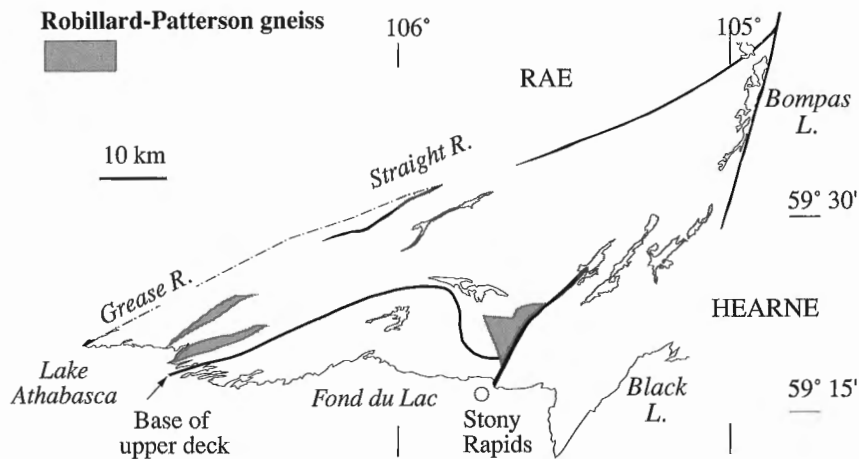 Robillard-Patterson gneiss
106°
105°
RAE
Bompas
L.
10 km
Straight R.
59° 30'
Grease R.
HEARNE
Lake
Athabasca
Base of
upper deck
Fond du Lac
Stony
Rapids
Black
L.
59° 15'